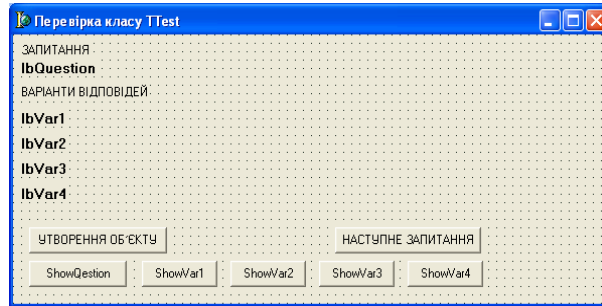 Перевірка класу TTest
ЗАПИТАННЯ
lbQuestion
ВАРІАНТИ ВІДПОВІДЕЙ
lbVar1
lbVar2
lbVar3
lbVar4
УТВОРЕННЯ ОБ'ЄКТУ НАСТУПНЕ ЗАПИТАННЯ
ShowQestion ShowVar1 ShowVar2 ShowVar3 ShowVar4